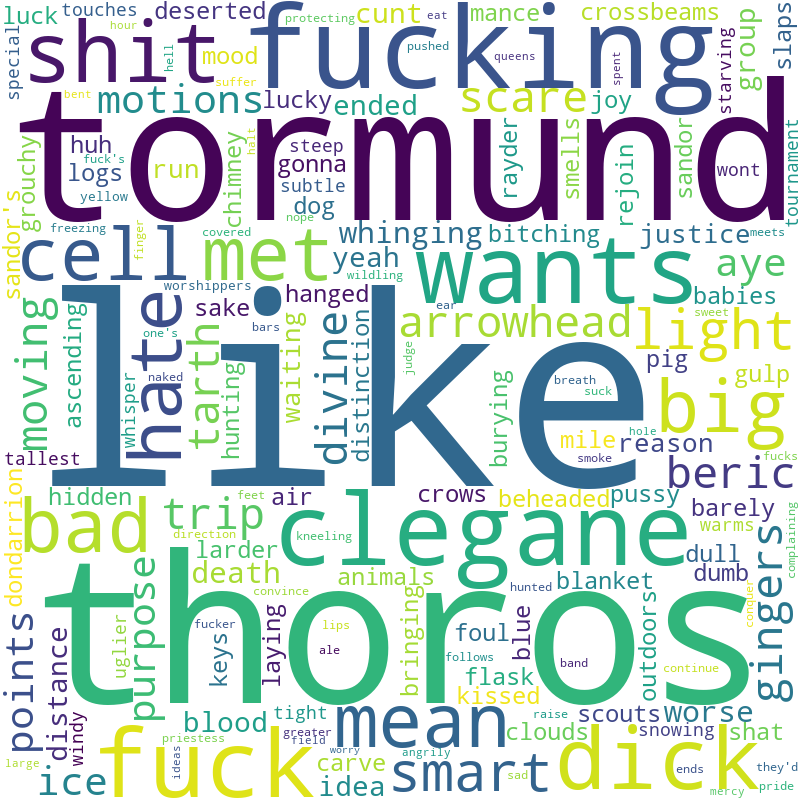 luck touches deserted protecting eat cunt mance crossbeams
special shit hour hell fucking pushed queens spent starving group slaps
mood suffer bent motions lucky ended scare joy
tormund
huh fuck's logs run chimney steep gonna subtle dog halt rayder smells rejoin sandor wont tournament
grouchy yellow freezing finger covered nope whinging bitching justice meets
sandor's cell met yeah wildling wants aye
worshippers sake hanged ear babies
moving ascending one's hate tarth bars waiting divine arrowhead sweet light
like
whisper naked hunting distinction judge burying breath suck pig gulp big
tallest smoke hole mile reason fucks
dondarrion hidden feet air crows beheaded pussy beric barely
bad trip clegane warms complaining
direction kneeling larder dull
purpose death animals hunted blanket dumb gingers
thoros
uglier convince keys fucker laying lips ale bringing foul blue band outdoors continue conquer
points distance follows flask kissed
windy blood tight raise scouts worse
priestess greater field mean clouds snowing shat
large ice ideas fuck worry carve idea angrily smart sad dick ends mercy they'd pride